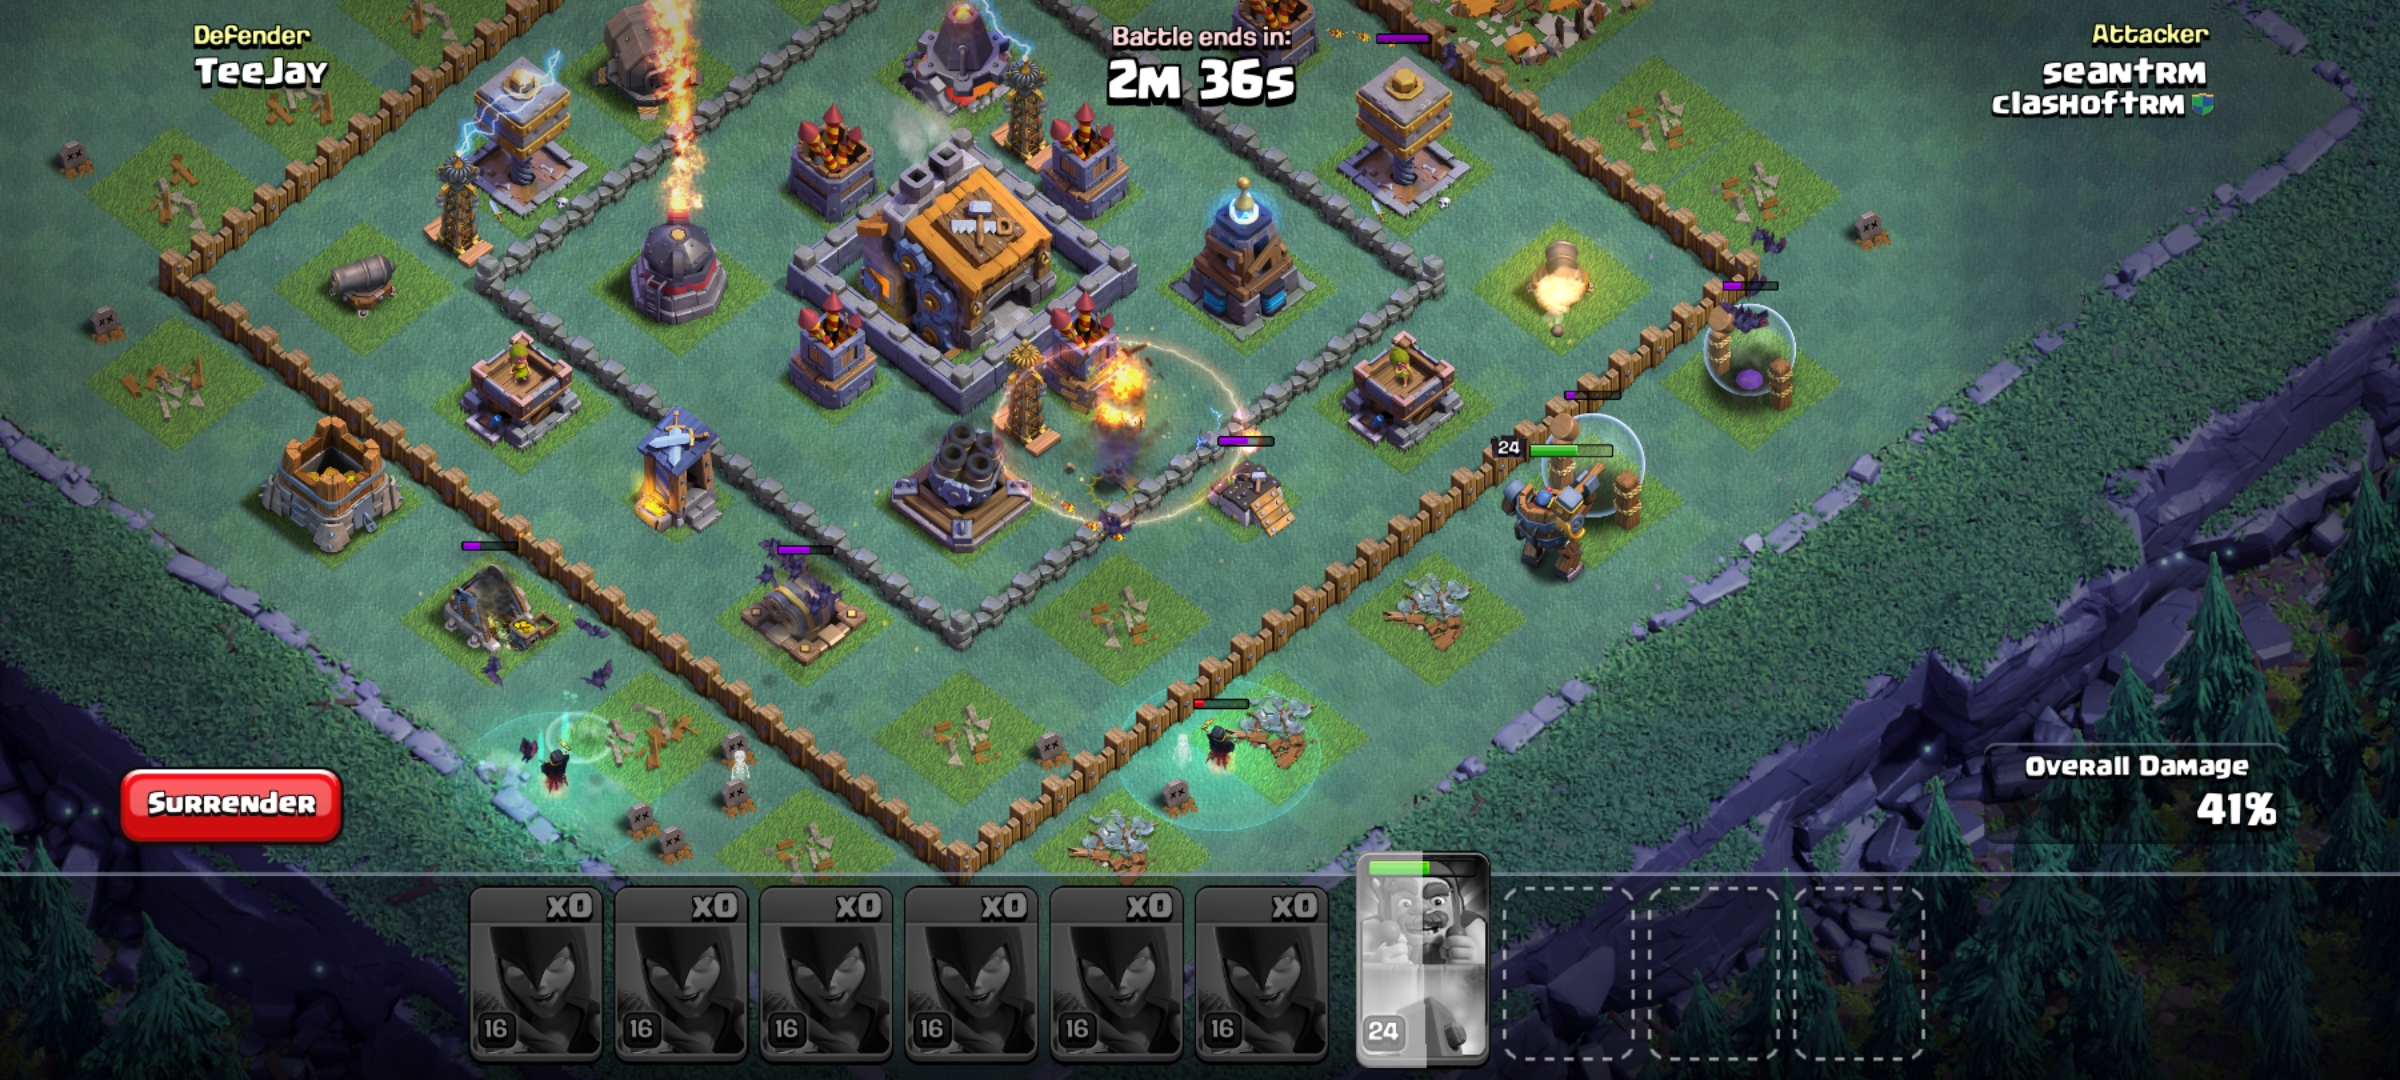 Defender
TeeJay
Battle ends in:
2M 36s
Attacker
seantRM
clashoftRM
24
Surrender
Overall Damage
41%
x0
x0
x0
x0
x0
x0
16
16
16
16
16
16
24